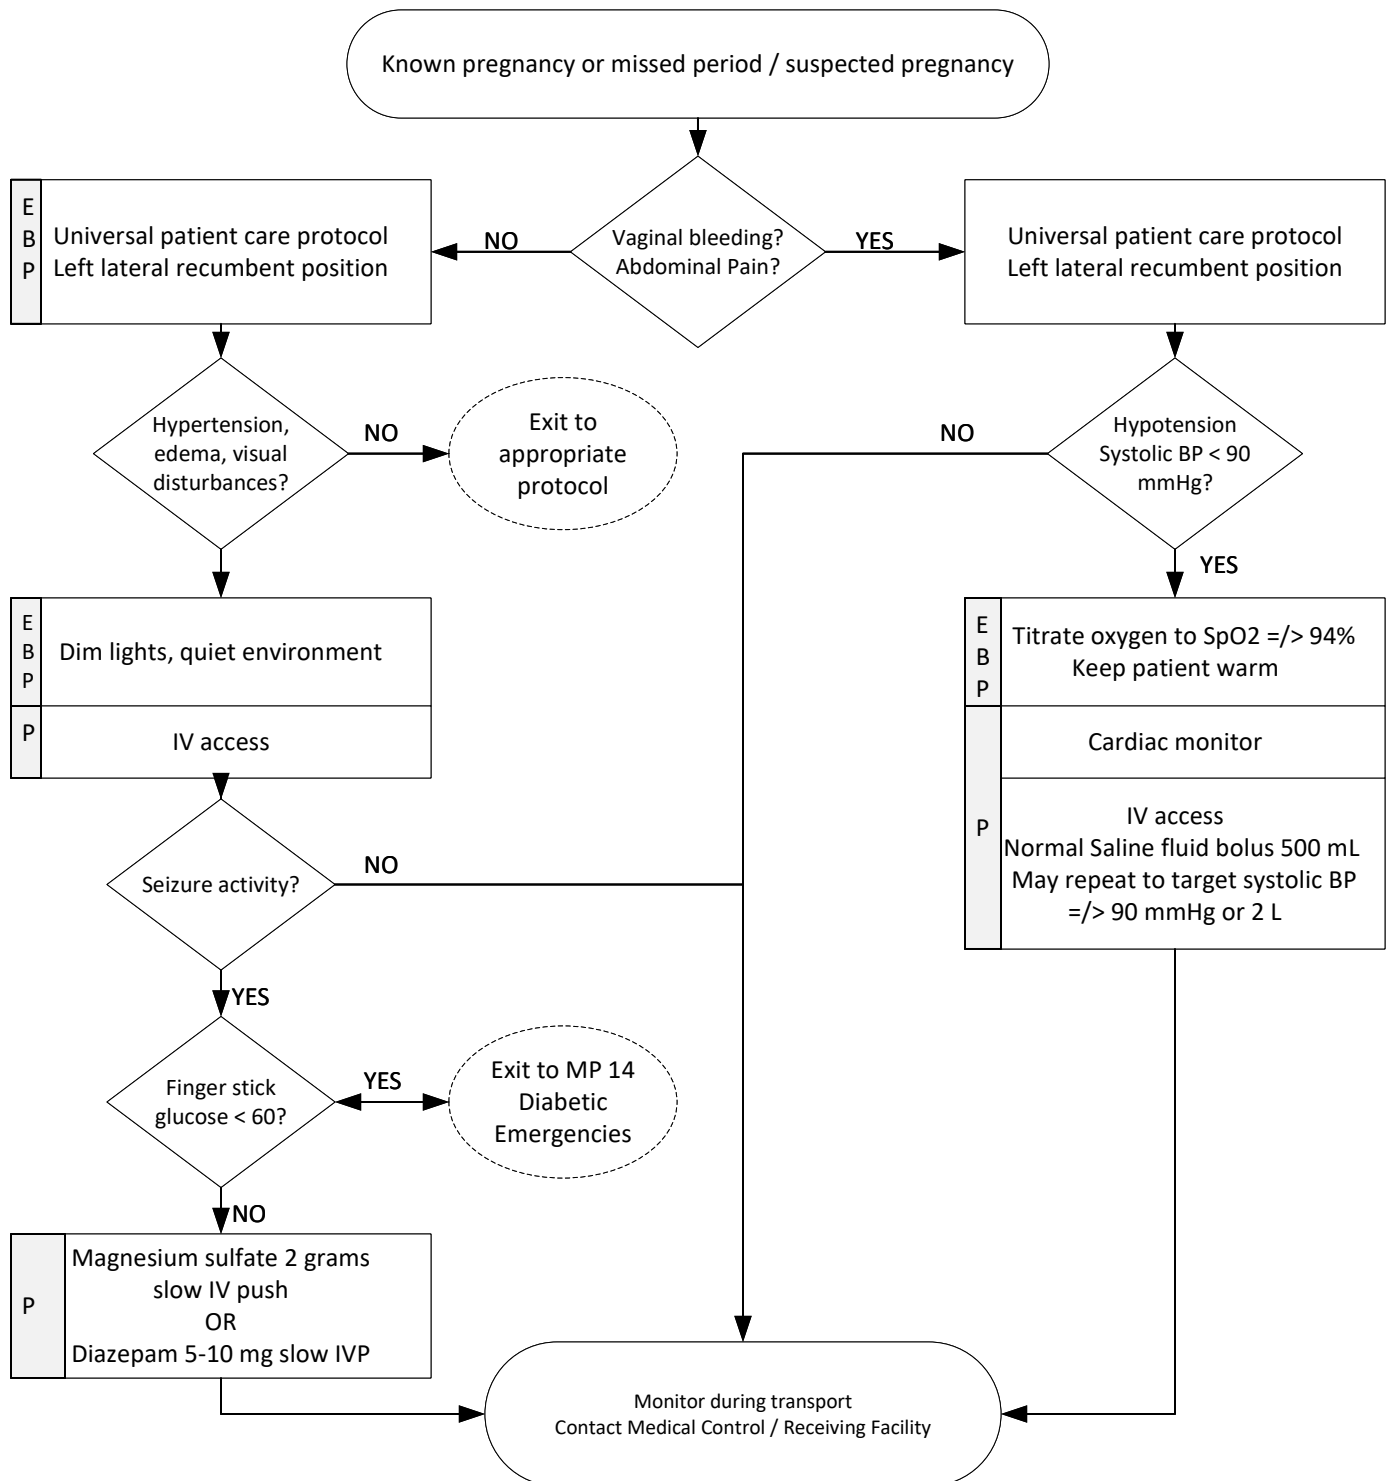 Known pregnancy or missed period / suspected pregnancy
Vaginal bleeding?
Abdominal Pain?
NO
YES
E
B
P
Universal patient care protocol
Left lateral recumbent position
Universal patient care protocol
Left lateral recumbent position
Hypertension,
edema, visual
disturbances?
NO
Exit to
appropriate
protocol
NO
Hypotension
Systolic BP < 90
mmHg?
YES
E
B
P
Dim lights, quiet environment
P
IV access
E
B
P
Titrate oxygen to SpO2 =/> 94%
Keep patient warm
P
Cardiac monitor
IV access
Normal Saline fluid bolus 500 mL
May repeat to target systolic BP
=/> 90 mmHg or 2 L
Seizure activity?
NO
YES
Finger stick
glucose < 60?
YES
Exit to MP 14
Diabetic
Emergencies
NO
P
Magnesium sulfate 2 grams
slow IV push
OR
Diazepam 5-10 mg slow IVP
Monitor during transport
Contact Medical Control / Receiving Facility